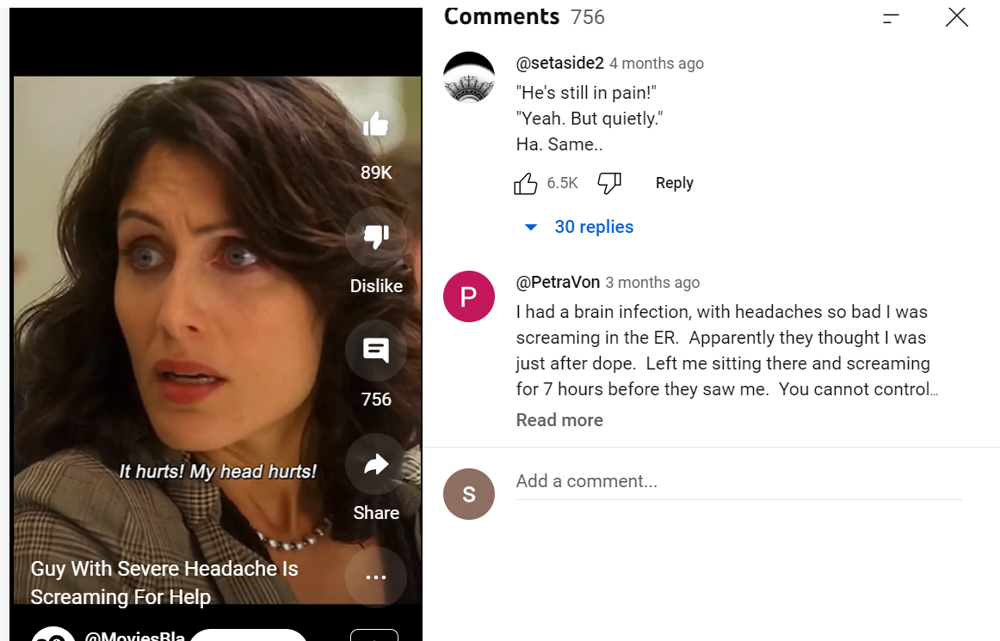 Comments 756
@setaside2 4 months ago
"He's still in pain!"
"Yeah. But quietly."
Ha. Same..
6.5K Reply
30 replies
@PetraVon 3 months ago
I had a brain infection, with headaches so bad I was
screaming in the ER.  Apparently they thought I was
just after dope.  Left me sitting there and screaming
for 7 hours before they saw me.  You cannot control...
Read more
Add a comment...
P
S
89K
Dislike
756
It hurts! My head hurts!
Share
Guy With Severe Headache Is
Screaming For Help
@MoviesBla